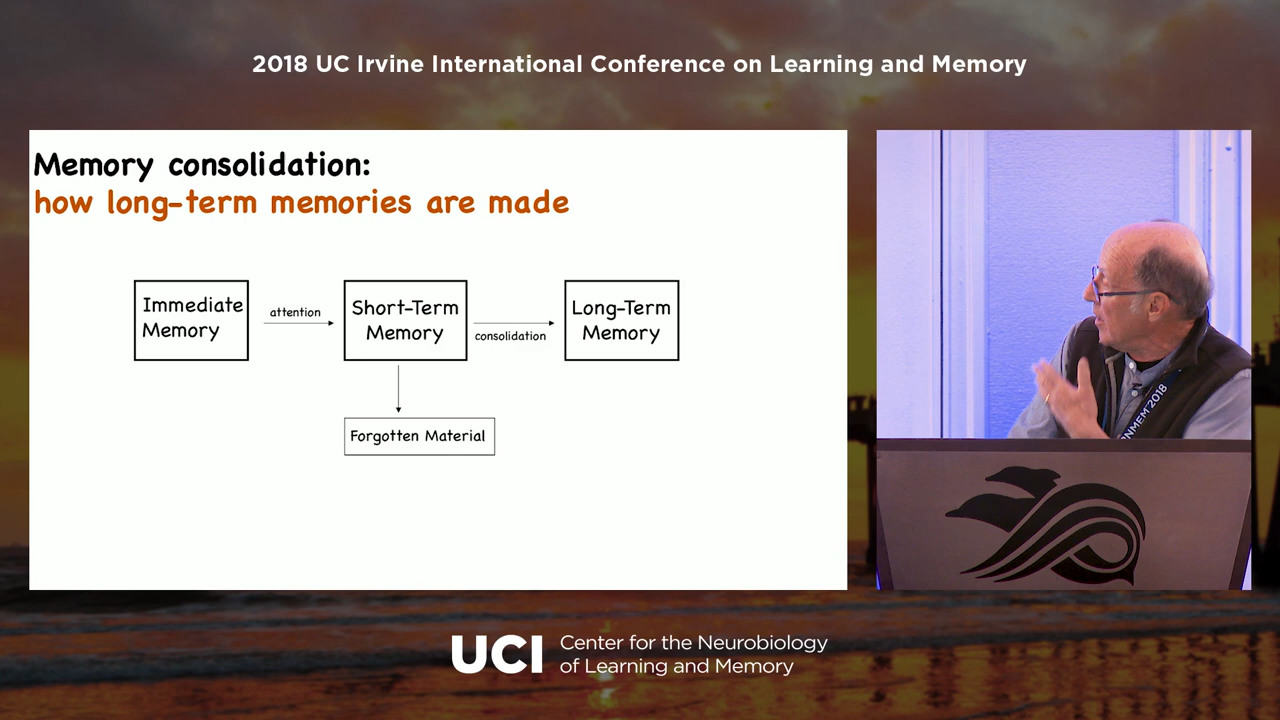 2018 UC Irvine International Conference on Learning and Memory
Memory consolidation:
how long-term memories are made
Immediate
Memory
attention
Short-Term
Memory
consolidation
Long-Term
Memory
Forgotten Material
NMEM 2018
UCI
Center for the Neurobiology
of Learning and Memory